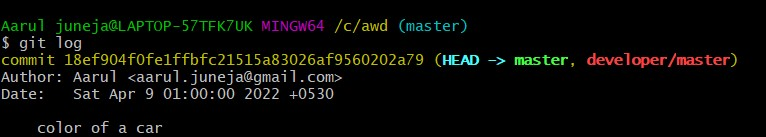 Aarul juneja@LAPTOP-57TFK7UK MINGW64 /c/awd (master)
$ git log
commit 18ef904f0fe1ffbfc21515a83026af9560202a79 (HEAD -> master, developer/master)
Author: Aarul <aarul.juneja@gmail.com>
Date:   Sat Apr 9 01:00:00 2022 +0530
    color of a car